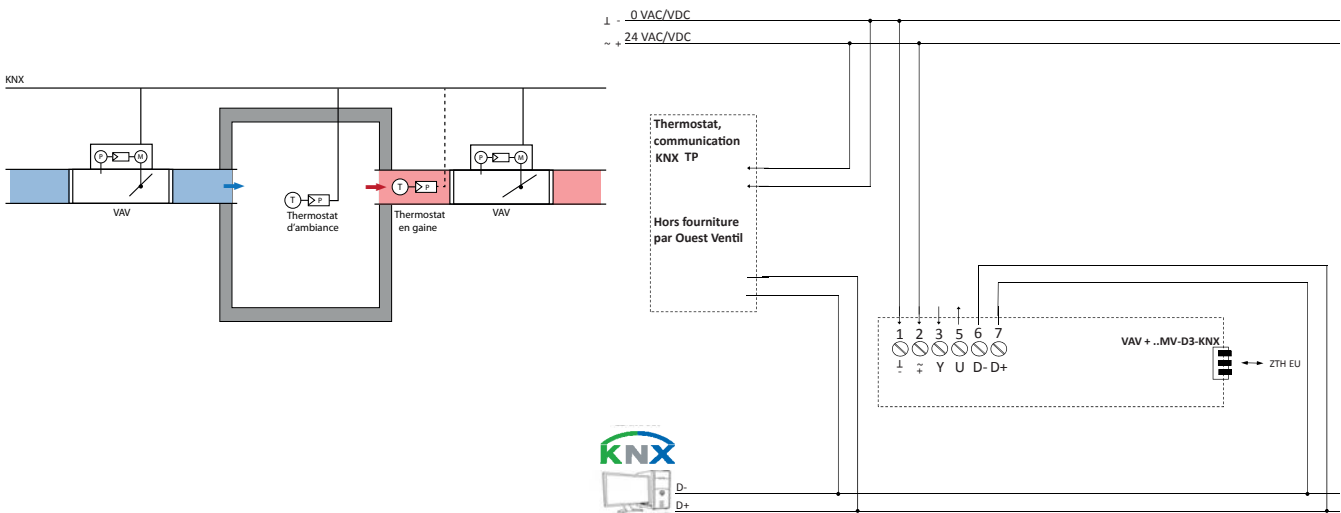 KNX
P
M
VAV
T
P
Thermostat
d'ambiance
T
P
Thermostat
en gaine
P
M
VAV
⊥ - 0 VAC/VDC
~ + 24 VAC/VDC
Thermostat,
communication
KNX TP
Hors fourniture
par Ouest Ventil
1 2 3 5 6 7
VAV + ..MV-D3-KNX
⊥ ~ Y U D- D+
- +
ZTH EU
KNX
D-
D+